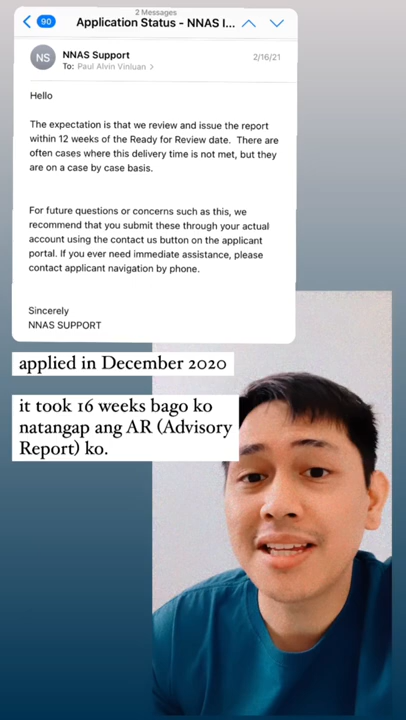 2 Messages
90
Application Status - NNAS I...
NS
NNAS Support
2/16/21
To: Paul Alvin Vinluan >
Hello
The expectation is that we review and issue the report
within 12 weeks of the Ready for Review date. There are
often cases where this delivery time is not met, but they
are on a case by case basis.
For future questions or concerns such as this, we
recommend that you submit these through your actual
account using the contact us button on the applicant
portal. If you ever need immediate assistance, please
contact applicant navigation by phone.
Sincerely
NNAS SUPPORT
applied in December 2020
it took 16 weeks bago ko
natangap ang AR (Advisory
Report) ko.